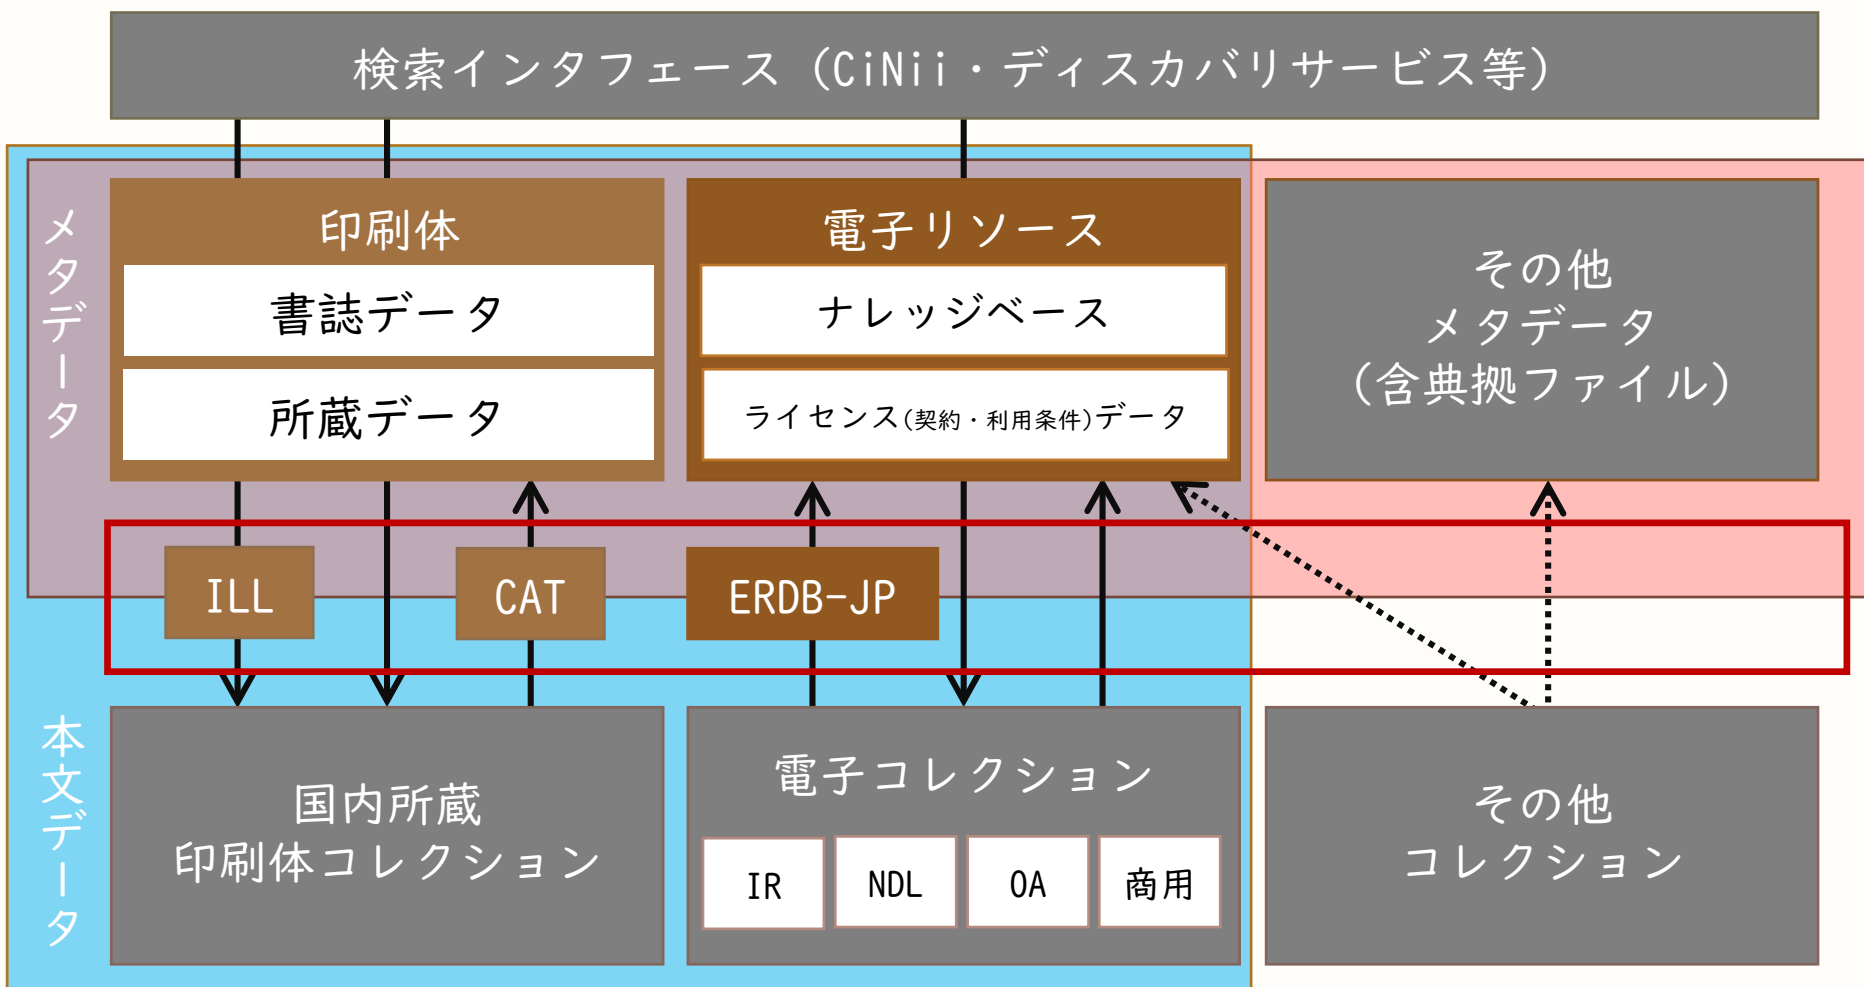 検索インタフェース（CiNii・ディスカバリサービス等）
メタデータ
印刷体
書誌データ
所蔵データ
電子リソース
ナレッジベース
ライセンス(契約・利用条件)データ
その他
メタデータ
（含典拠ファイル）
ILL
CAT
ERDB-JP
本文データ
国内所蔵
印刷体コレクション
電子コレクション
IR
NDL
OA
商用
その他
コレクション